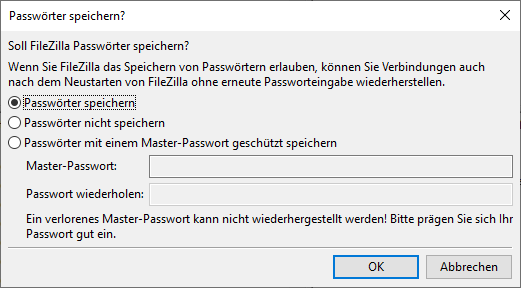 Passwörter speichern?
Soll FileZilla Passwörter speichern?
Wenn Sie FileZilla das Speichern von Passwörtern erlauben, können Sie Verbindungen auch
nach dem Neustarten von FileZilla ohne erneute Passworteingabe wiederherstellen.
Passwörter speichern
Passwörter nicht speichern
Passwörter mit einem Master-Passwort geschützt speichern
Master-Passwort:
Passwort wiederholen:
Ein verlorenes Master-Passwort kann nicht wiederhergestellt werden! Bitte prägen Sie sich Ihr
Passwort gut ein.
OK Abbrechen